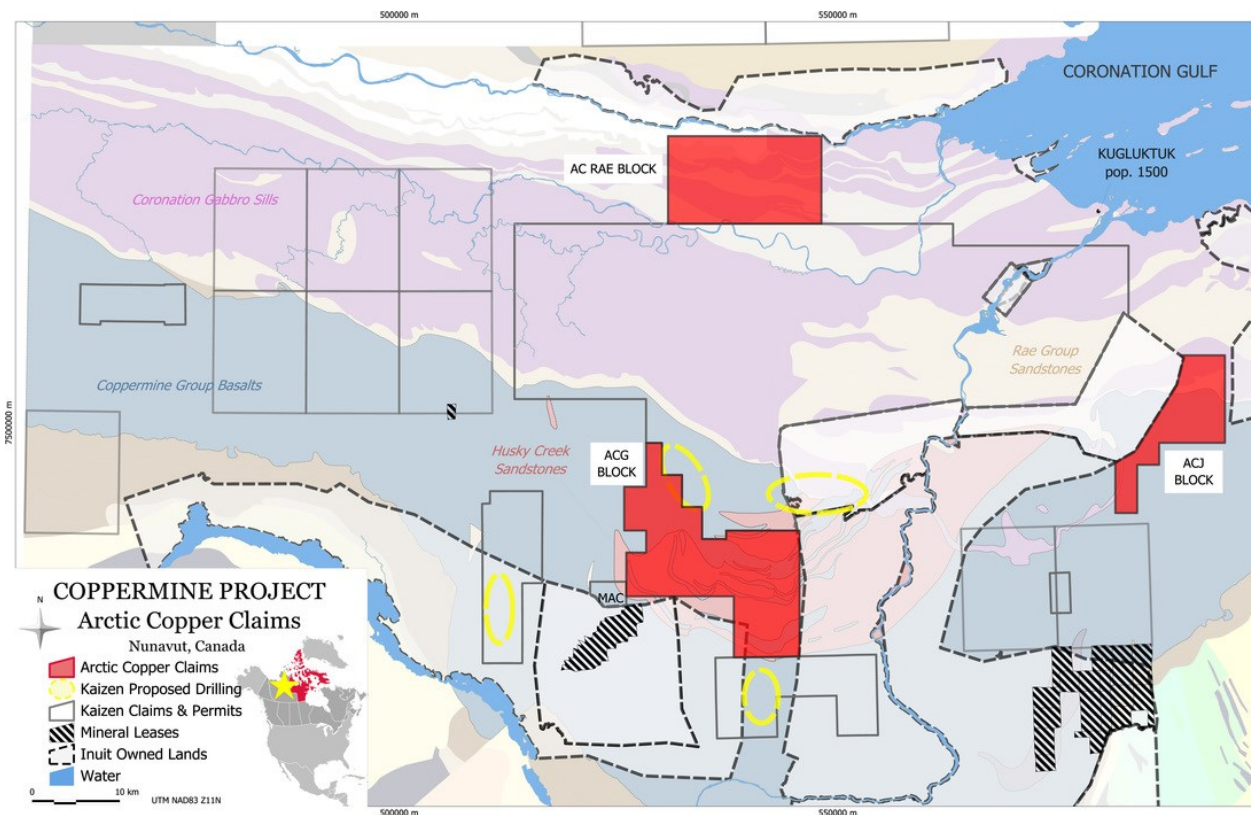 500000 m
550000 m
CORONATION GULF
AC RAE BLOCK
KUGLUKTUK
pop. 1500
Coronation Gabbro Sills
Rae Group
Sandstones
Coppermine Group Basalts
7500000 m
Husky Creek
Sandstones
ACG
BLOCK
ACJ
BLOCK
MAC
COPPERMINE PROJECT
Arctic Copper Claims
Nunavut, Canada
N
Arctic Copper Claims
Kaizen Proposed Drilling
Kaizen Claims & Permits
Mineral Leases
Inuit Owned Lands
Water
0
10 km
UTM NAD83 Z11N
500000 m
550000 m